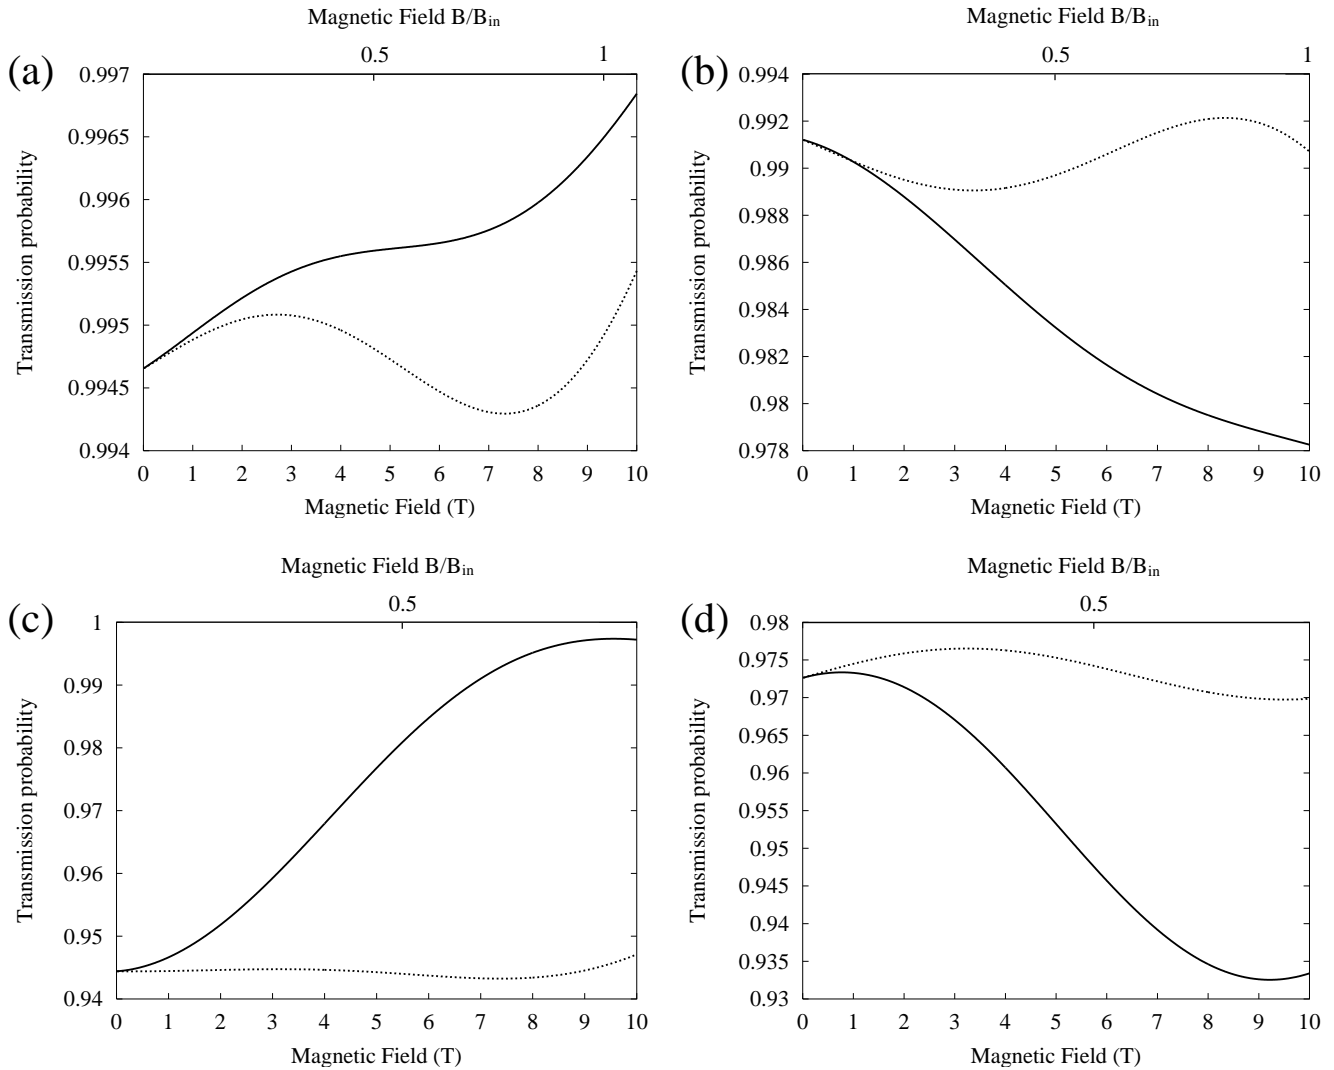 Magnetic Field B/Bin
0.5 1
(a)
0.997
0.9965
0.996
0.9955
0.995
0.9945
0.994
Transmission probability
0 1 2 3 4 5 6 7 8 9 10
Magnetic Field (T)
Magnetic Field B/Bin
0.5 1
(b)
0.994
0.992
0.99
0.988
0.986
0.984
0.982
0.98
0.978
Transmission probability
0 1 2 3 4 5 6 7 8 9 10
Magnetic Field (T)
Magnetic Field B/Bin
0.5
(c)
1
0.99
0.98
0.97
0.96
0.95
0.94
Transmission probability
0 1 2 3 4 5 6 7 8 9 10
Magnetic Field (T)
Magnetic Field B/Bin
0.5
(d)
0.98
0.975
0.97
0.965
0.96
0.955
0.95
0.945
0.94
0.935
0.93
Transmission probability
0 1 2 3 4 5 6 7 8 9 10
Magnetic Field (T)